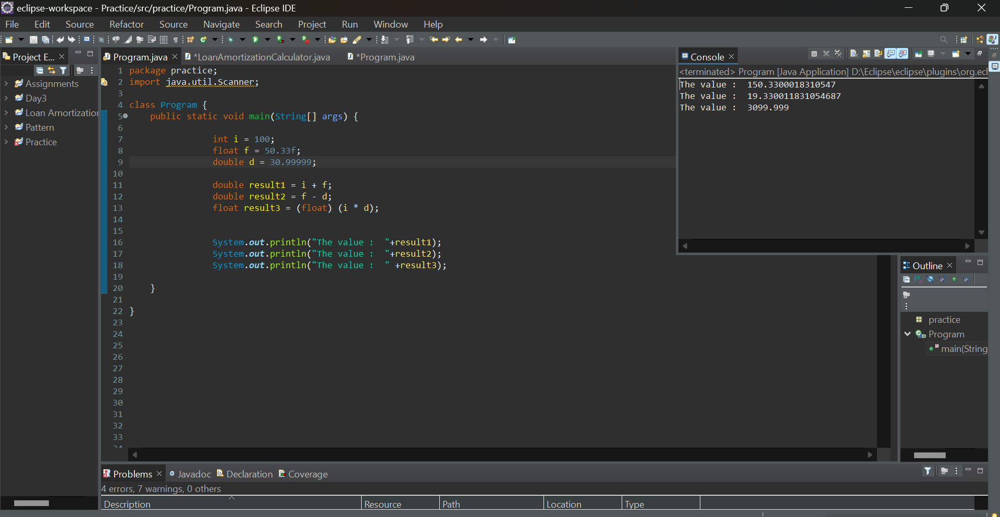 eclipse-workspace - Practice/src/practice/Program.java - Eclipse IDE
File Edit Source Refactor Source Navigate Search Project Run Window Help
Project E...
Assignments
Day3
Loan Amortization
Pattern
Practice
Program.java *LoanAmortizationCalculator.java *Program.java
1 package practice;
2 import java.util.Scanner;
3
4 class Program {
5 public static void main(String[] args) {
6
7 int i = 100;
8 float f = 50.33f;
9 double d = 30.99999;
10
11 double result1 = i + f;
12 double result2 = f - d;
13 float result3 = (float) (i * d);
14
15
16 System.out.println("The value :  "+result1);
17 System.out.println("The value :  "+result2);
18 System.out.println("The value :  " +result3);
19
20 }
21
22 }
23
24
25
26
27
28
29
30
31
32
33
34
Console
<terminated> Program [Java Application] D:\Eclipse\eclipse\plugins\org.ecl
The value :  150.3300018310547
The value :  19.330011831054687
The value :  3099.999
Outline
practice
Program
main(String
Problems Javadoc Declaration Coverage
4 errors, 7 warnings, 0 others
Description Resource Path Location Type